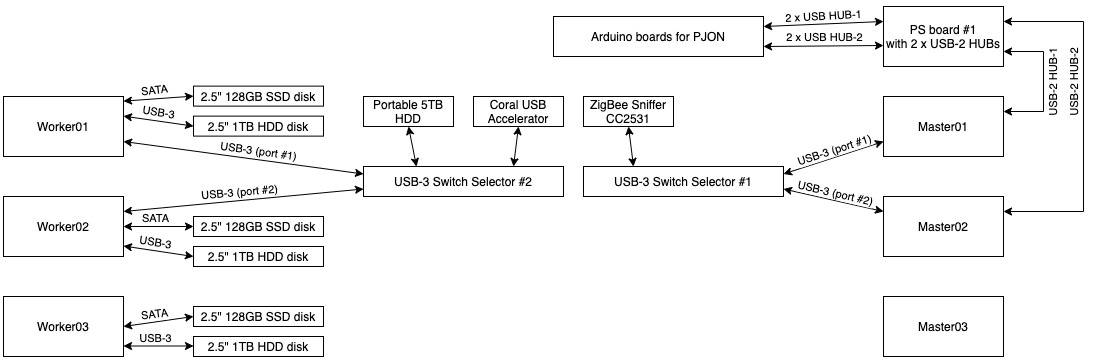 2 x USB HUB-1
Arduino boards for PJON
2 x USB HUB-2
PS board #1
with 2 x USB-2 HUBs
USB-2 HUB-1
USB-2 HUB-2
Worker01
SATA
2.5" 128GB SSD disk
USB-3
2.5" 1TB HDD disk
Portable 5TB
HDD
Coral USB
Accelerator
ZigBee Sniffer
CC2531
Master01
USB-3 (port #1)
USB-3 (port #1)
USB-3 Switch Selector #2
USB-3 Switch Selector #1
USB-3 (port #2)
USB-3 (port #2)
Worker02
SATA
2.5" 128GB SSD disk
USB-3
2.5" 1TB HDD disk
Master02
Worker03
SATA
2.5" 128GB SSD disk
USB-3
2.5" 1TB HDD disk
Master03